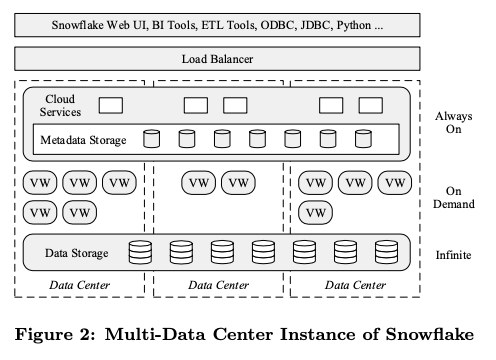 Snowflake Web UI, BI Tools, ETL Tools, ODBC, JDBC, Python ...
Load Balancer
Cloud
Services
Always
On
Metadata Storage
VW VW VW VW VW VW VW VW
On
Demand
VW VW VW
Data Storage
Infinite
Data Center Data Center Data Center
Figure 2: Multi-Data Center Instance of Snowflake